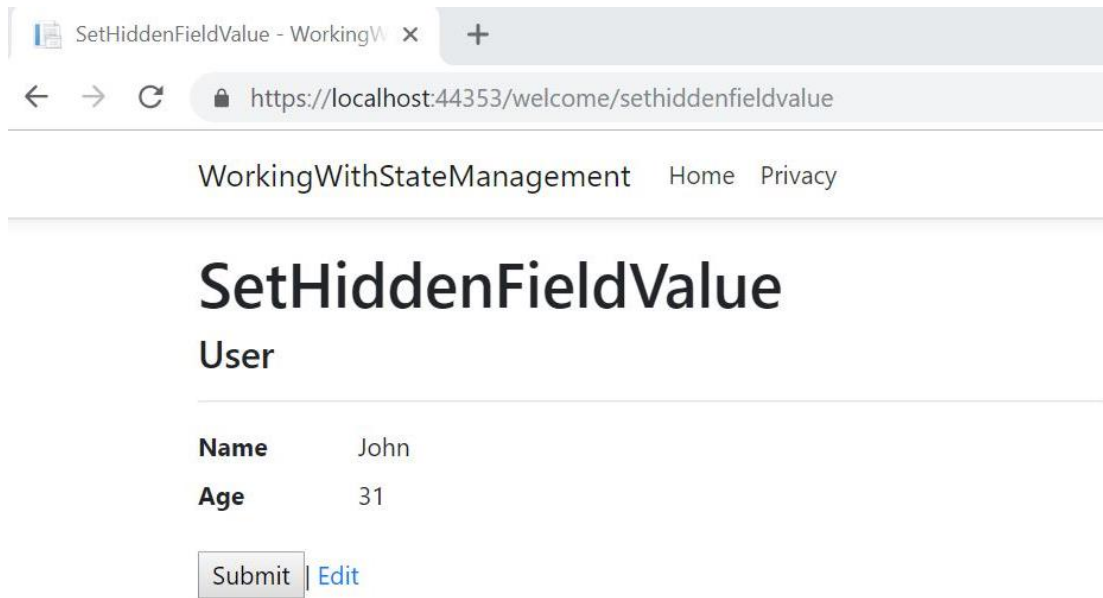 SetHiddenFieldValue - WorkingW
https://localhost:44353/welcome/sethiddenfieldvalue
WorkingWithStateManagement Home Privacy
SetHiddenFieldValue
User
Name John
Age 31
Submit | Edit